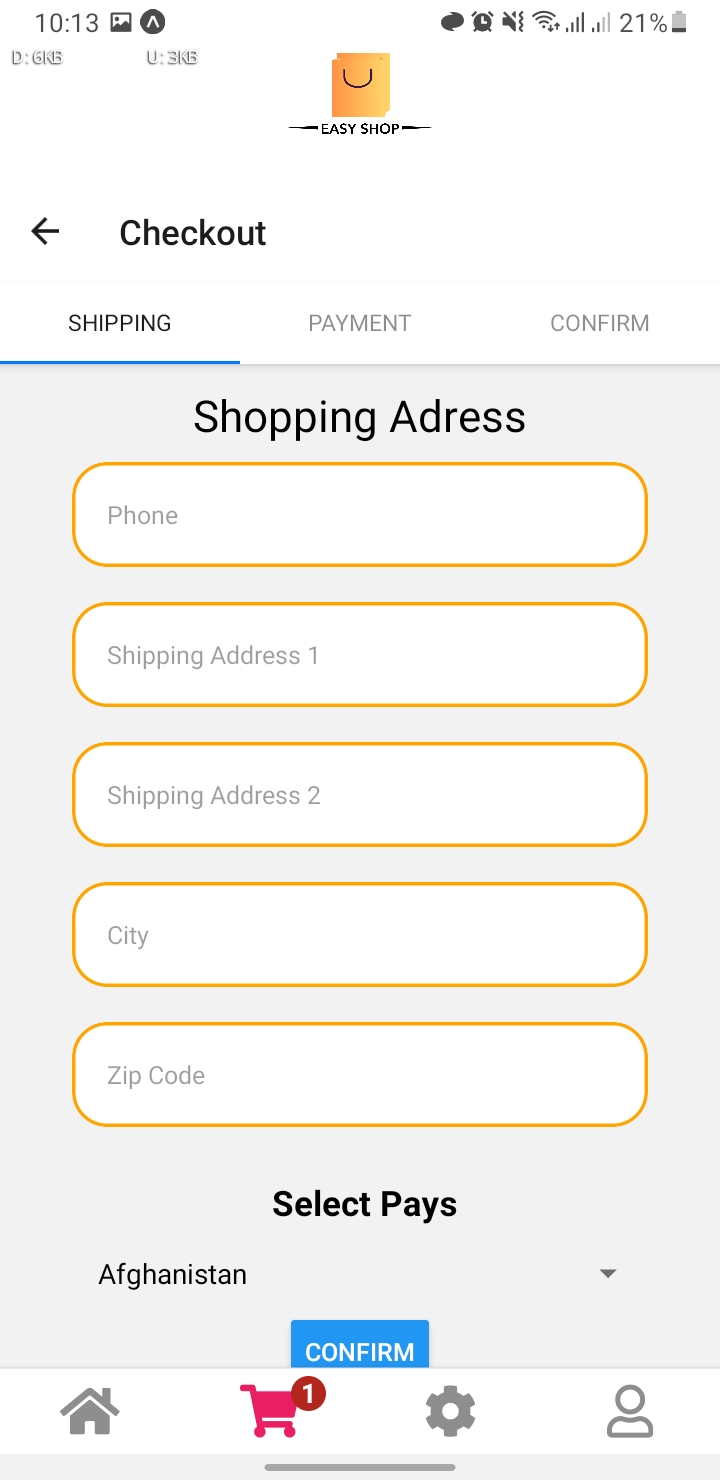 10:13
21%
D:6KB U:3KB
EASY SHOP
Checkout
SHIPPING PAYMENT CONFIRM
Shopping Adress
Phone
Shipping Address 1
Shipping Address 2
City
Zip Code
Select Pays
Afghanistan
CONFIRM
1